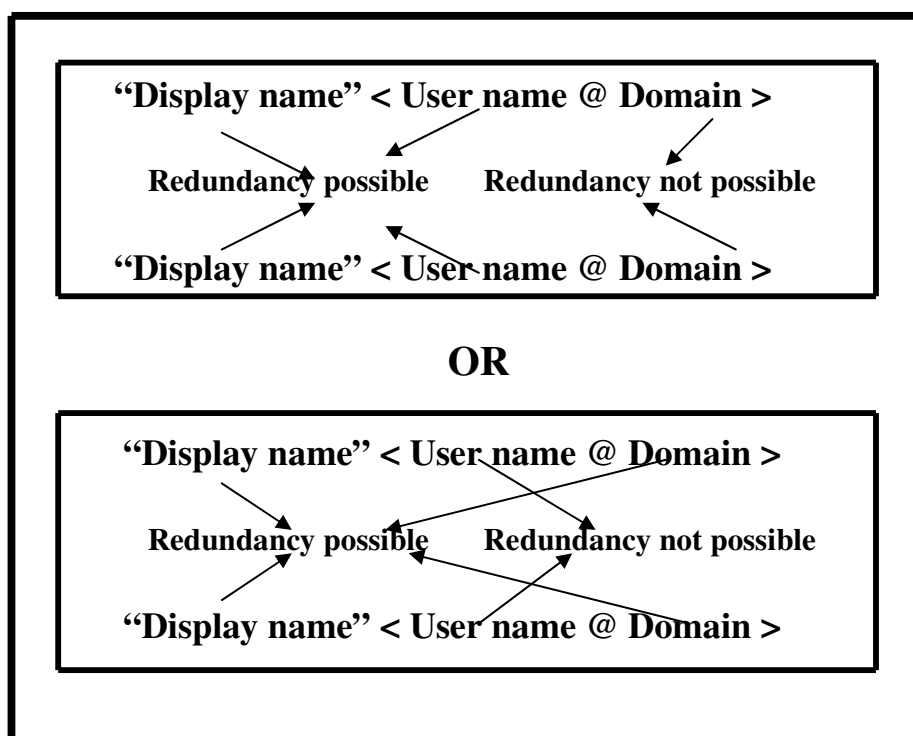 “Display name” < User name @ Domain >
Redundancy possible Redundancy not possible
“Display name” < User name @ Domain >
OR
“Display name” < User name @ Domain >
Redundancy possible Redundancy not possible
“Display name” < User name @ Domain >